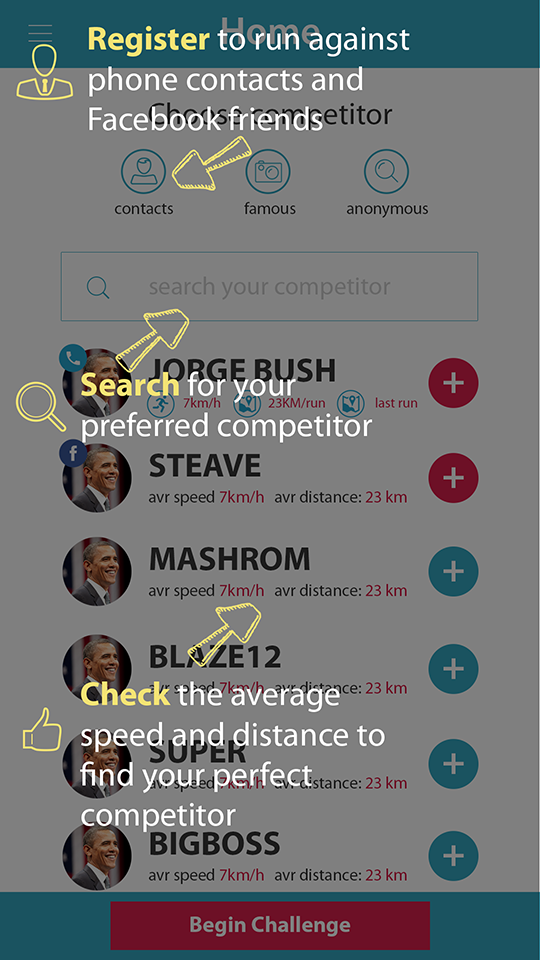 Home
Register to run against
phone contacts and
Facebook friends
Choose competitor
contacts famous anonymous
search your competitor
JORGE BUSH
7km/h 23KM/run last run
Search for your
preferred competitor
STEAVE
avr speed 7km/h avr distance: 23 km
MASHROM
avr speed 7km/h avr distance: 23 km
BLAZE12
avr speed 7km/h avr distance: 23 km
Check the average
speed and distance to
find your perfect
competitor
SUPER
avr speed 7km/h avr distance: 23 km
BIGBOSS
avr speed 7km/h avr distance: 23 km
Begin Challenge